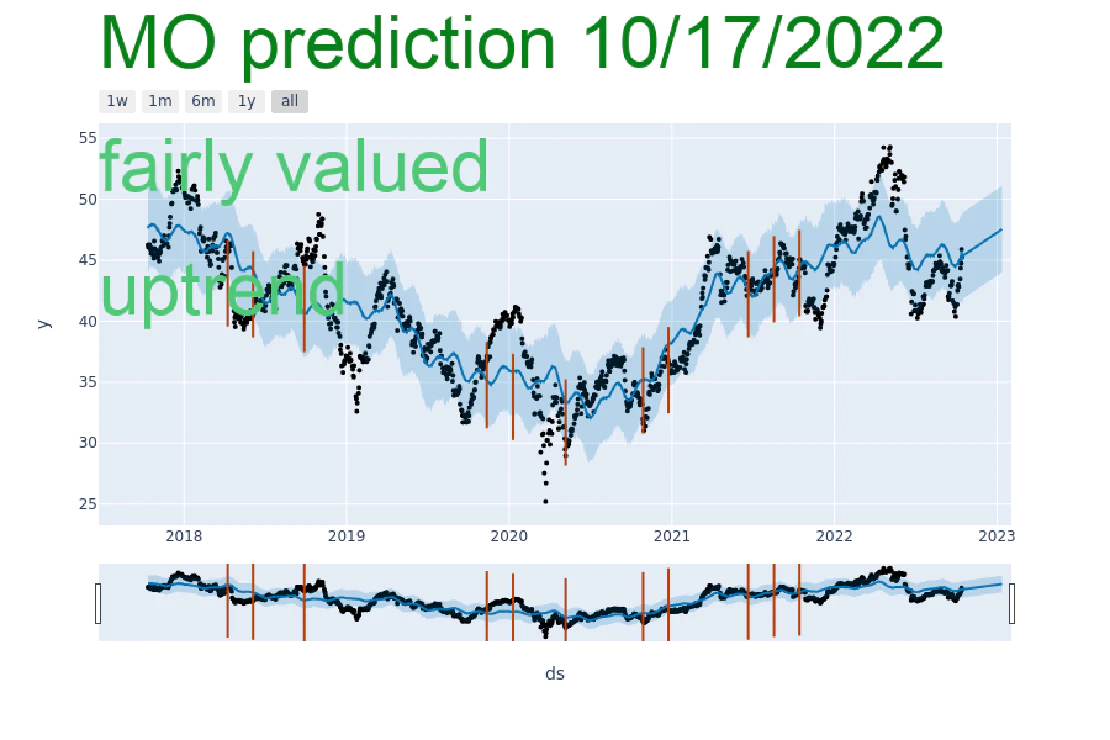 MO prediction 10/17/2022
1w 1m 6m 1y all
fairly valued
uptrend
55
50
45
40
35
30
25
y
2018 2019 2020 2021 2022 2023
ds